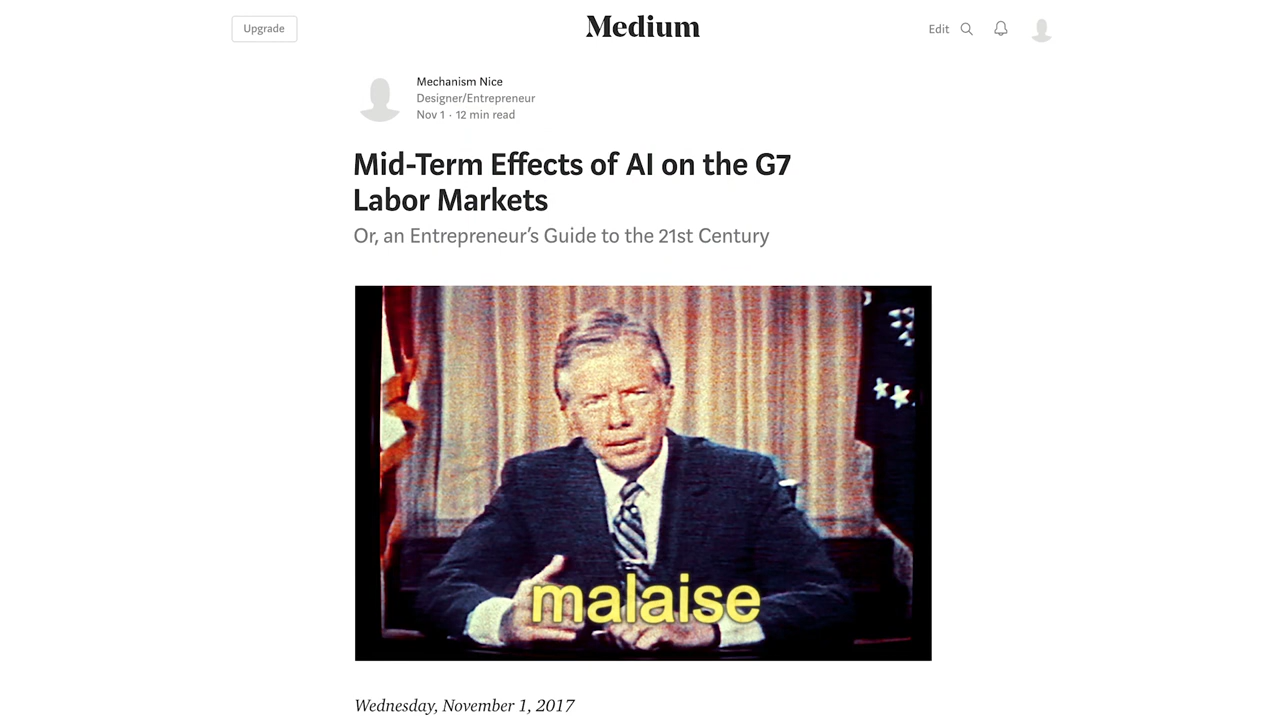 Upgrade
Medium
Edit
Mechanism Nice
Designer/Entrepreneur
Nov 1 · 12 min read
Mid-Term Effects of AI on the G7
Labor Markets
Or, an Entrepreneur’s Guide to the 21st Century
malaise
Wednesday, November 1, 2017